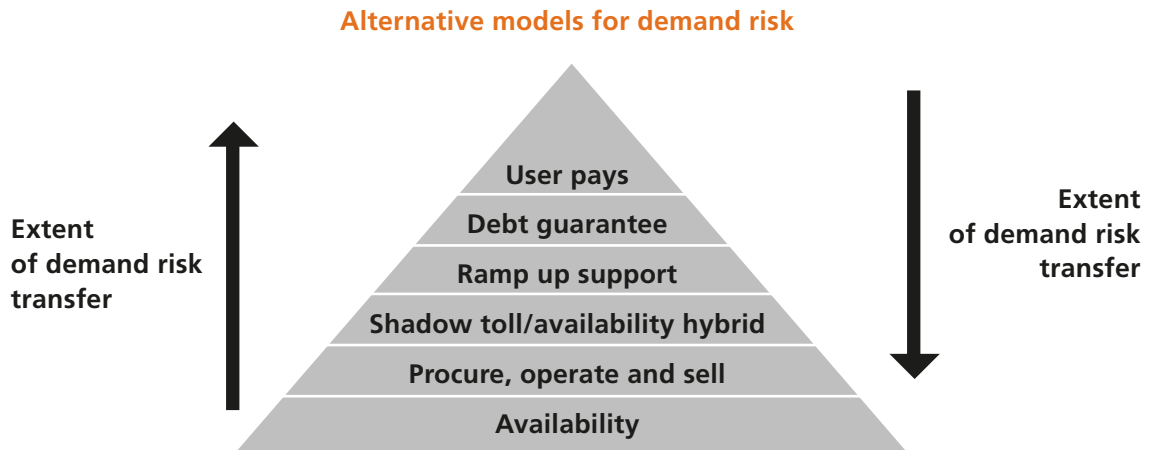 Alternative models for demand risk
User pays
Debt guarantee
Ramp up support
Shadow toll/availability hybrid
Procure, operate and sell
Availability
Extent
of demand risk
transfer
Extent
of demand risk
transfer